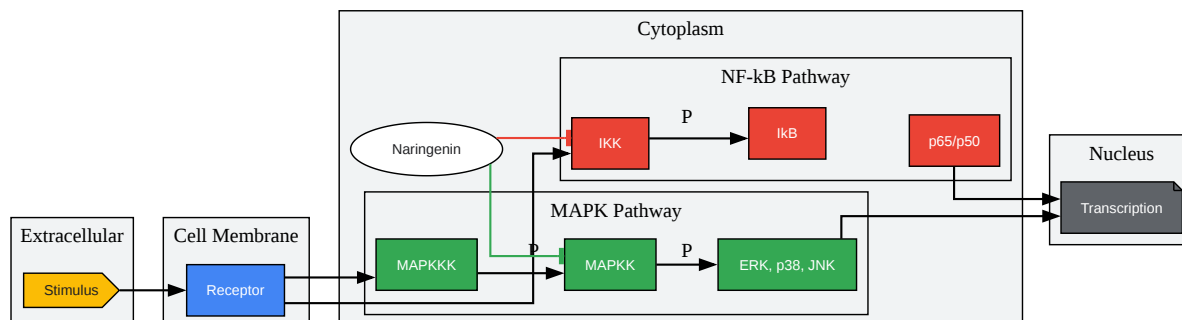 Cytoplasm
NF-kB Pathway
P
IKK
IkB
p65/p50
Naringenin
Nucleus
Transcription
MAPK Pathway
Extracellular
Cell Membrane
P
P
MAPKKK
MAPKK
ERK, p38, JNK
Stimulus
Receptor